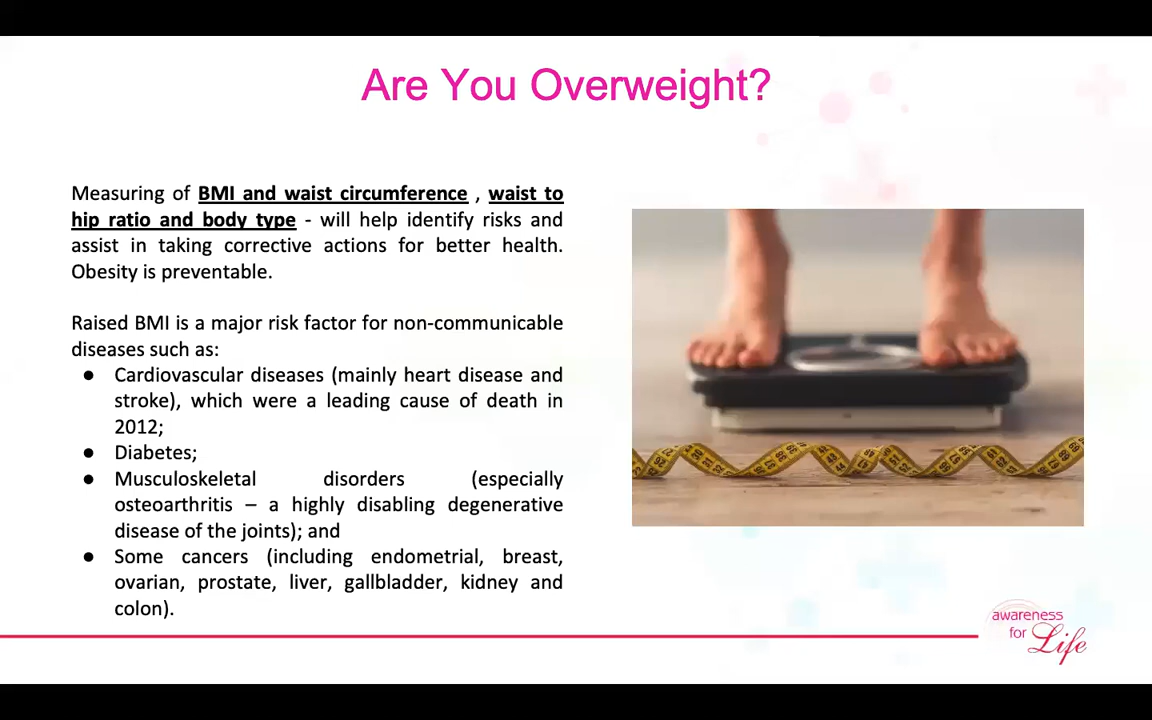 Are You Overweight?
Measuring of BMI and waist circumference , waist to
hip ratio and body type - will help identify risks and
assist in taking corrective actions for better health.
Obesity is preventable.
Raised BMI is a major risk factor for non-communicable
diseases such as:
● Cardiovascular diseases (mainly heart disease and
stroke), which were a leading cause of death in
2012;
● Diabetes;
● Musculoskeletal disorders (especially
osteoarthritis – a highly disabling degenerative
disease of the joints); and
● Some cancers (including endometrial, breast,
ovarian, prostate, liver, gallbladder, kidney and
colon).
awareness
for Life